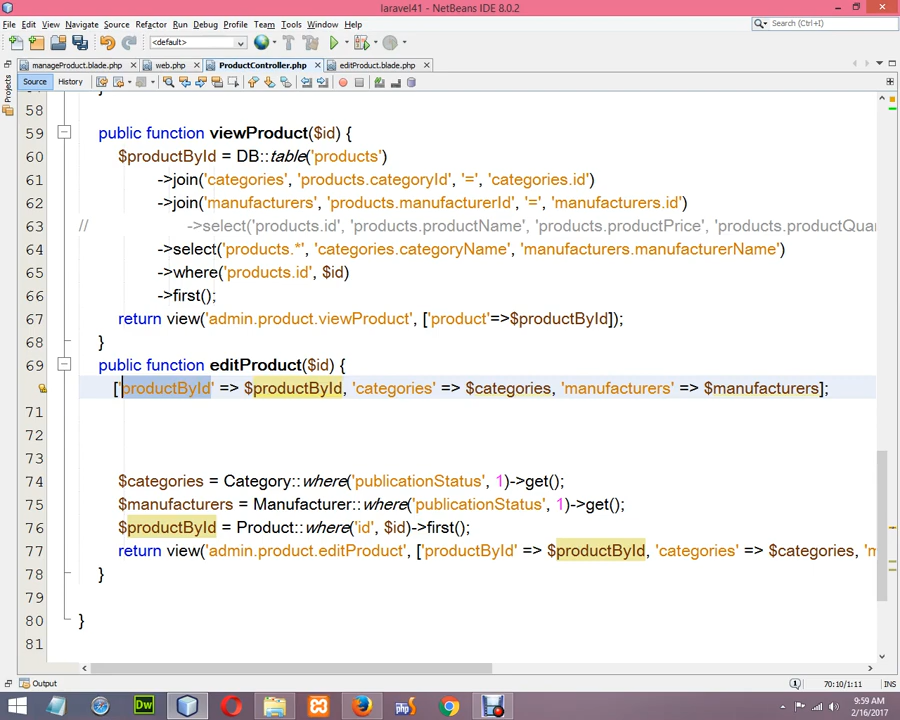 laravel41 - NetBeans IDE 8.0.2
File Edit View Navigate Source Refactor Run Debug Profile Team Tools Window Help
Search (Ctrl+I)
<default>
manageProduct.blade.php web.php ProductController.php editProduct.blade.php
Source History
Projects
58
59 public function viewProduct($id) {
60 $productById = DB::table('products')
61 ->join('categories', 'products.categoryId', '=', 'categories.id')
62 ->join('manufacturers', 'products.manufacturerId', '=', 'manufacturers.id')
63 // ->select('products.id', 'products.productName', 'products.productPrice', 'products.productQuar
64 ->select('products.*', 'categories.categoryName', 'manufacturers.manufacturerName')
65 ->where('products.id', $id)
66 ->first();
67 return view('admin.product.viewProduct', ['product'=>$productById]);
68 }
69 public function editProduct($id) {
['productById' => $productById, 'categories' => $categories, 'manufacturers' => $manufacturers];
71
72
73
74 $categories = Category::where('publicationStatus', 1)->get();
75 $manufacturers = Manufacturer::where('publicationStatus', 1)->get();
76 $productById = Product::where('id', $id)->first();
77 return view('admin.product.editProduct', ['productById' => $productById, 'categories' => $categories, 'm
78 }
79
80 }
81
Output
70:10/1:11 INS
Dw
php
9:59 AM
2/16/2017